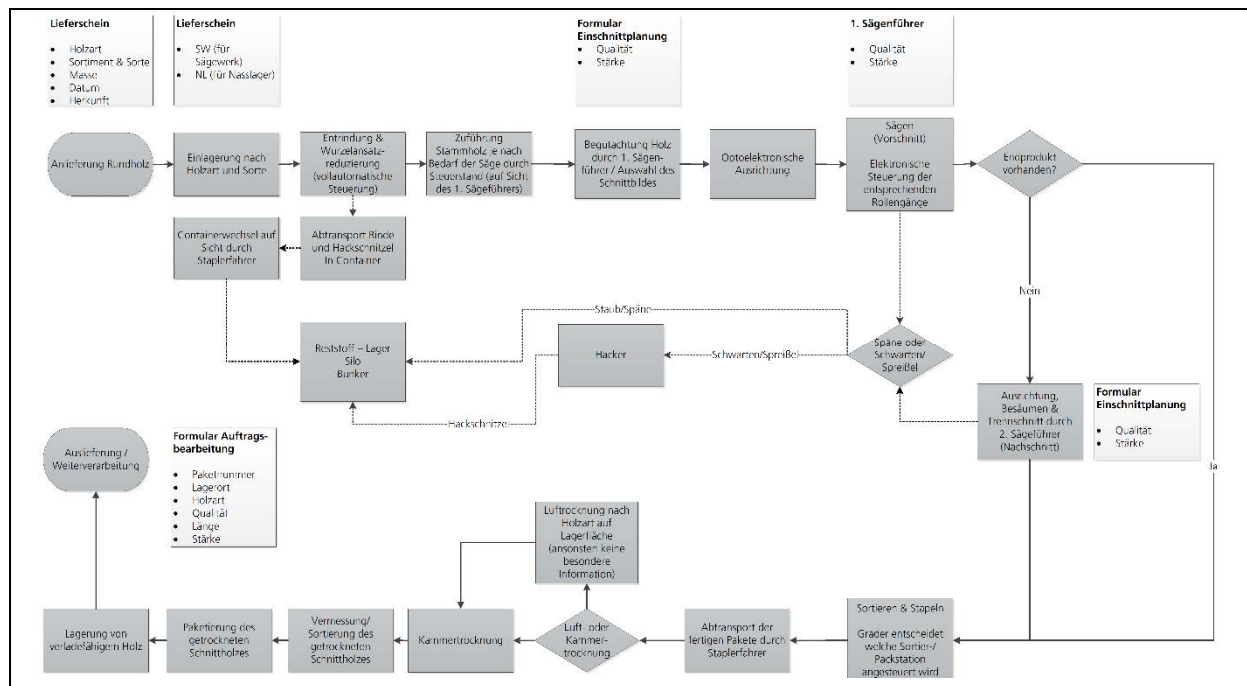 Lieferschein
• Holzart
• Sortiment & Sorte
• Masse
• Datum
• Herkunft
Lieferschein
• SW (für
Sägewerk)
• NL (für Nasslager)
Formular
Einschnittplanung
• Qualität
• Stärke
1. Sägenführer
• Qualität
• Stärke
Anlieferung Rundholz
Einlagerung nach
Holzart und Sorte
Entrindung &
Wurzelansatz-
reduzierung
(vollautomatische
Steuerung)
Zuführung
Stammholz je nach
Bedarf der Säge durch
Steuerstand (auf Sicht
des 1. Sägeführers)
Begutachtung Holz
durch 1. Sägen-
führer / Auswahl des
Schnittbildes
Optoelektronische
Ausrichtung
Sägen
(Vorschnitt)
Elektronische
Steuerung der
entsprechenden
Rollengänge
Endprodukt
vorhanden?
Containerwechsel auf
Sicht durch
Staplerfahrer
Abtransport Rinde
und Hackschnitzel
In Container
Nein
Staub/Späne
Reststoff – Lager
Silo
Bunker
Hacker
Schwarten/Spreißel
Späne oder
Schwarten/
Spreißel
Hackschnitzel
Ausrichtung,
Besäumen &
Trennschnitt durch
2. Sägeführer
(Nachschnitt)
Formular
Einschnittplanung
• Qualität
• Stärke
Ja
Auslieferung /
Weiterverarbeitung
Formular Auftrags-
bearbeitung
• Paketnummer
• Lagerort
• Holzart
• Qualität
• Länge
• Stärke
Luftrocknung nach
Holzart auf
Lagerfläche
(ansonsten keine
besondere
Information)
Lagerung von
verladefähigem Holz
Paketierung des
getrockneten
Schnittholzes
Vermessung/
Sortierung des
getrockneten
Schnittholzes
Kammertrocknung
Luft- oder
Kammer-
trocknung
Abtransport der
fertigen Pakete durch
Staplerfahrer
Sortieren & Stapeln
Grader entscheidet
welche Sortier-/
Packstation
angesteuert wird